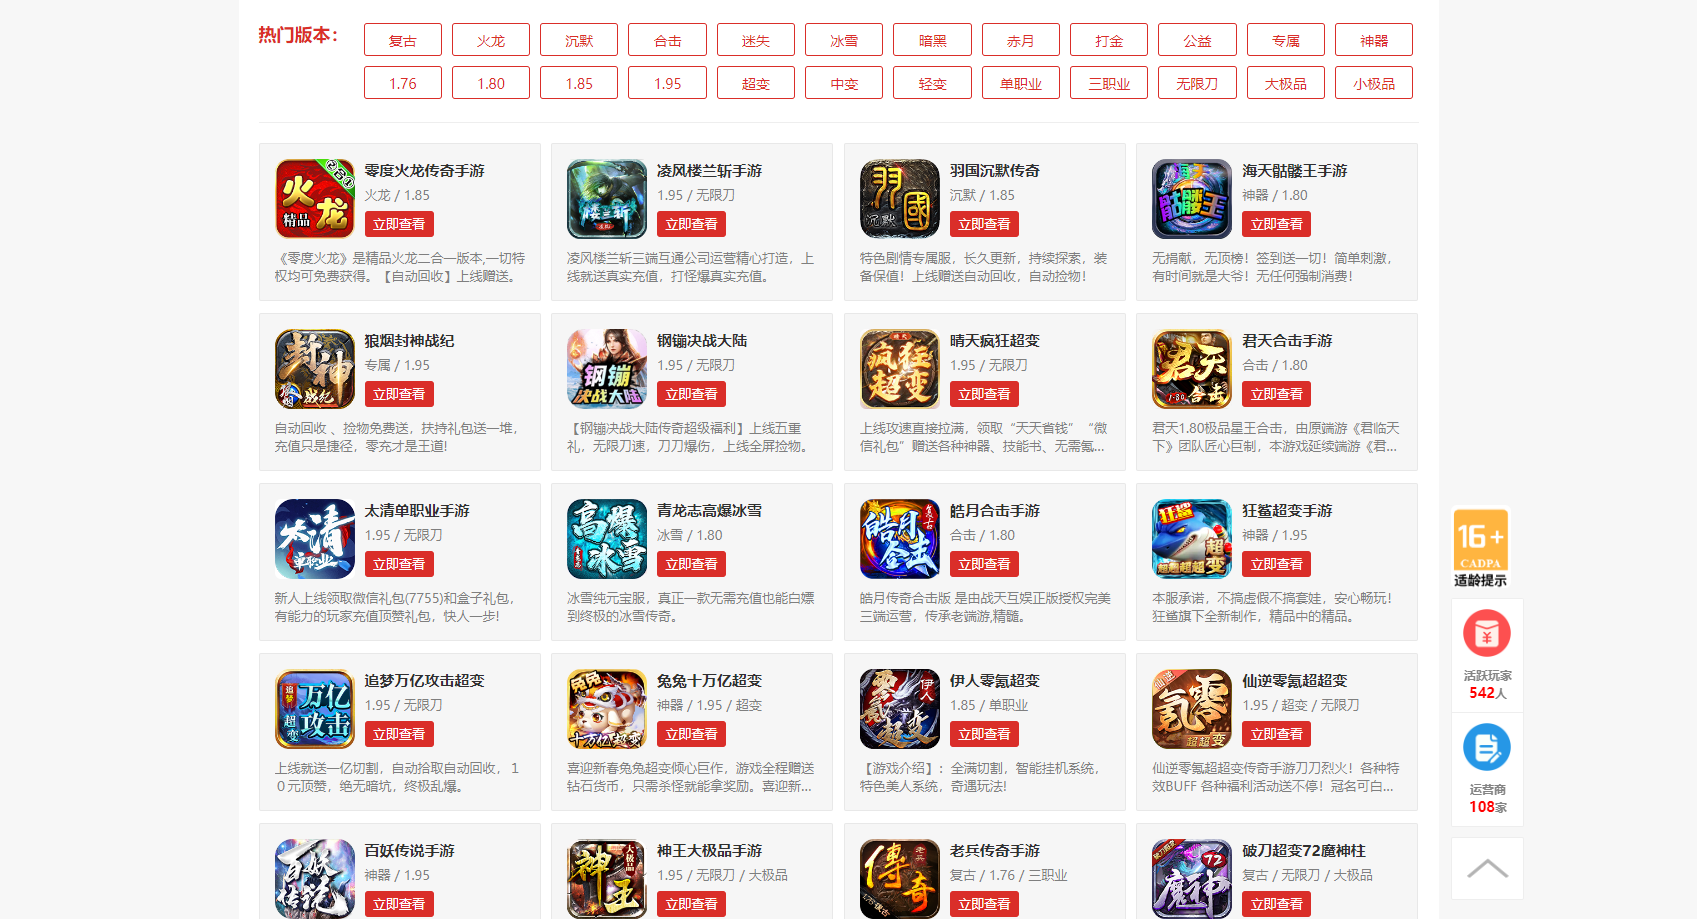 热门版本：
复古 火龙 沉默 合击 迷失 冰雪 暗黑 赤月 打金 公益 专属 神器
1.76 1.80 1.85 1.95 超变 中变 轻变 单职业 三职业 无限刀 大极品 小极品
零度火龙传奇手游
火龙 / 1.85
立即查看
《零度火龙》是精品火龙二合一版本,一切特
权均可免费获得。【自动回收】上线赠送。
凌风楼兰斩手游
1.95 / 无限刀
立即查看
凌风楼兰斩三端互通公司运营精心打造，上
线就送真实充值，打怪爆真实充值。
羽国沉默传奇
沉默 / 1.85
立即查看
特色剧情专属服，长久更新，持续探索，装
备保值！上线赠送自动回收，自动捡物！
海天骷髅王手游
神器 / 1.80
立即查看
无捐献，无顶榜！签到送一切！简单刺激，
有时间就是大爷！无任何强制消费！
狼烟封神战纪
专属 / 1.95
立即查看
自动回收 、捡物免费送，扶持礼包送一堆，
充值只是捷径，零充才是王道!
钢镚决战大陆
1.95 / 无限刀
立即查看
【钢镚决战大陆传奇超级福利】上线五重
礼，无限刀速，刀刀爆伤，上线全屏捡物。
晴天疯狂超变
1.95 / 无限刀
立即查看
上线攻速直接拉满，领取“天天省钱”“微
信礼包”赠送各种神器、技能书、无需氪...
君天合击手游
合击 / 1.80
立即查看
君天1.80极品星王合击，由原端游《君临天
下》团队匠心巨制，本游戏延续端游《君...
太清单职业手游
1.95 / 无限刀
立即查看
新人上线领取微信礼包(7755)和盒子礼包，
有能力的玩家充值顶赞礼包，快人一步!
青龙志高爆冰雪
冰雪 / 1.80
立即查看
冰雪纯元宝服，真正一款无需充值也能白嫖
到终极的冰雪传奇。
皓月合击手游
合击 / 1.80
立即查看
皓月传奇合击版 是由战天互娱正版授权完美
三端运营，传承老端游,精髓。
狂鲨超变手游
神器 / 1.95
立即查看
本服承诺，不搞虚假不搞套娃，安心畅玩！
狂鲨旗下全新制作，精品中的精品。
追梦万亿攻击超变
1.95 / 无限刀
立即查看
上线就送一亿切割，自动拾取自动回收，１
０元顶赞，绝无暗坑，终极乱爆。
兔兔十万亿超变
神器 / 1.95 / 超变
立即查看
喜迎新春兔兔超变倾心巨作，游戏全程赠送
钻石货币，只需杀怪就能拿奖励。喜迎新...
伊人零氪超变
1.85 / 单职业
立即查看
【游戏介绍】：全满切割，智能挂机系统，
特色美人系统，奇遇玩法!
仙逆零氪超超变
1.95 / 超变 / 无限刀
立即查看
仙逆零氪超超变传奇手游刀刀烈火！各种特
效BUFF 各种福利活动送不停！冠名可白...
百妖传说手游
神器 / 1.95
立即查看
神王大极品手游
1.95 / 无限刀 / 大极品
立即查看
老兵传奇手游
复古 / 1.76 / 三职业
立即查看
破刀超变72魔神柱
复古 / 无限刀 / 大极品
立即查看
16+
CADPA
适龄提示
活跃玩家
542人
运营商
108家